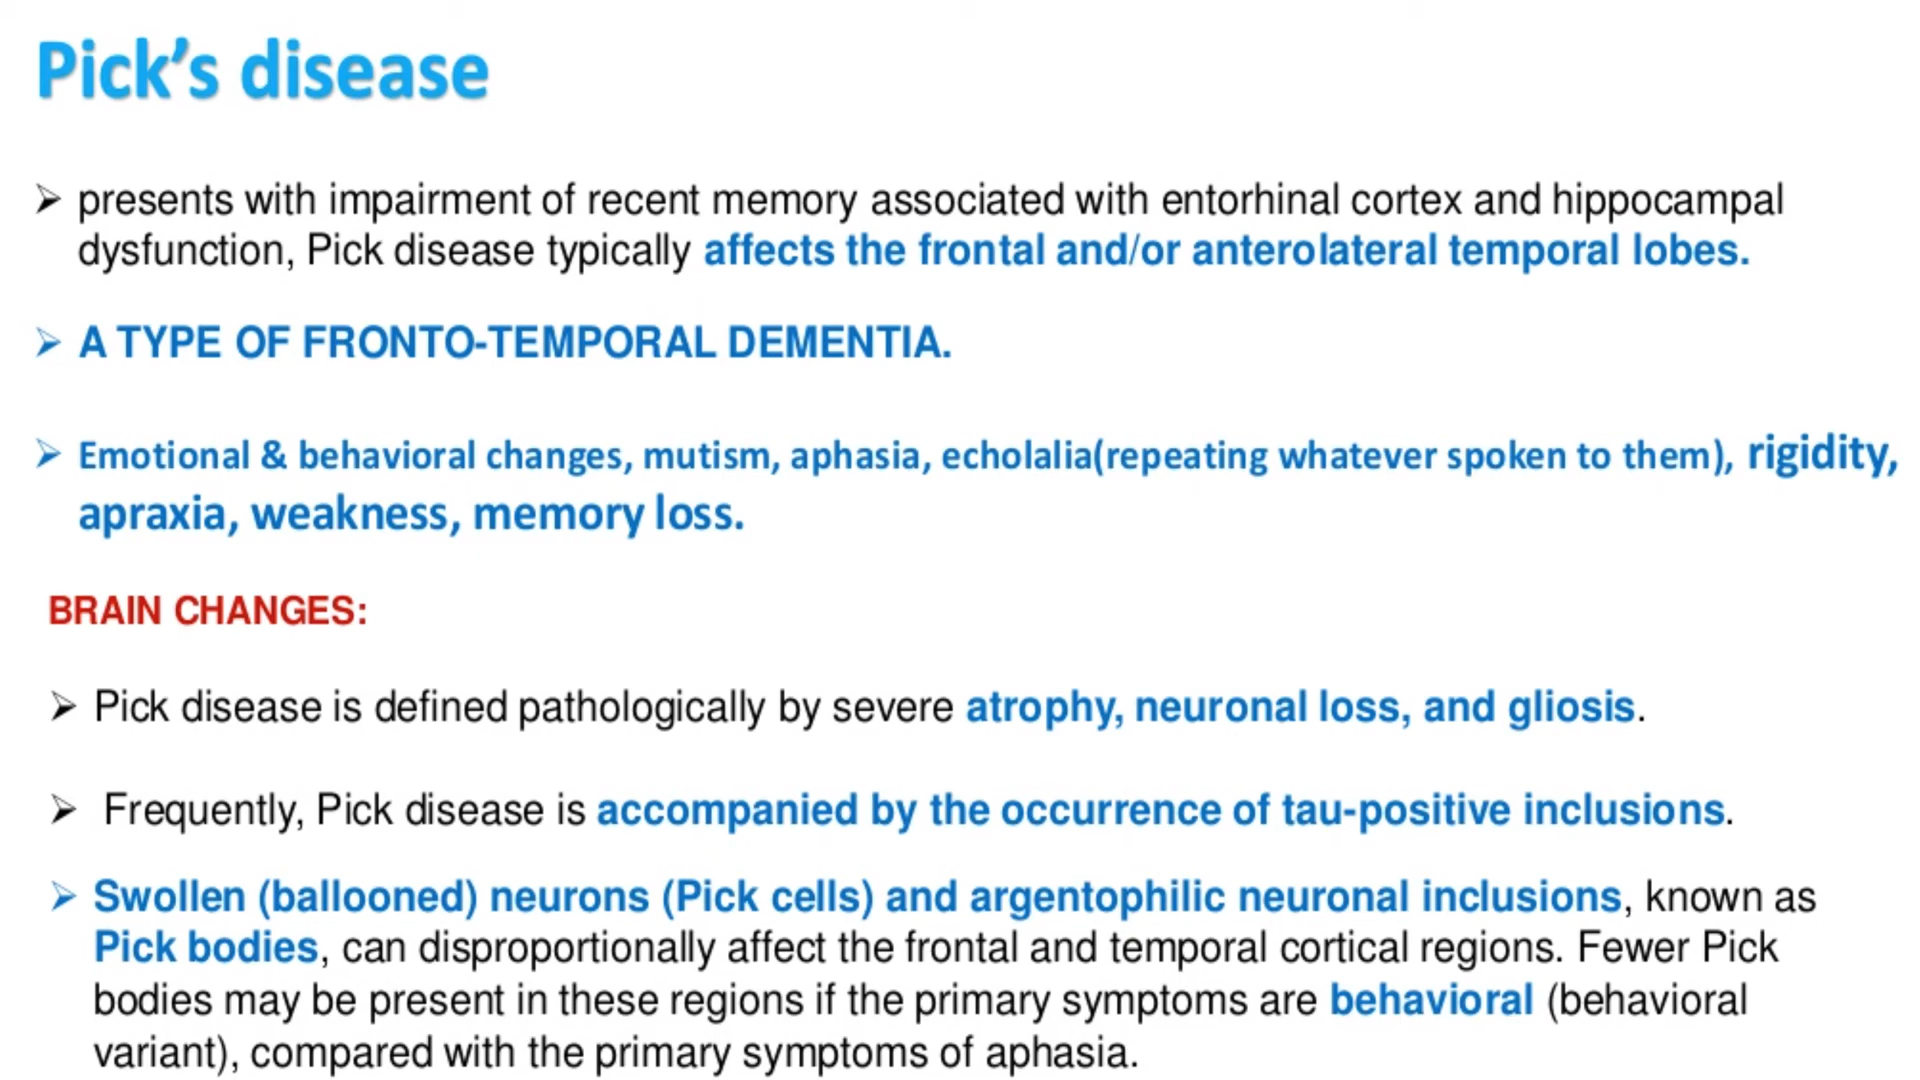 Pick's disease
➢ presents with impairment of recent memory associated with entorhinal cortex and hippocampal
dysfunction, Pick disease typically affects the frontal and/or anterolateral temporal lobes.
➢ A TYPE OF FRONTO-TEMPORAL DEMENTIA.
➢ Emotional & behavioral changes, mutism, aphasia, echolalia(repeating whatever spoken to them), rigidity,
apraxia, weakness, memory loss.
BRAIN CHANGES:
➢ Pick disease is defined pathologically by severe atrophy, neuronal loss, and gliosis.
➢ Frequently, Pick disease is accompanied by the occurrence of tau-positive inclusions.
➢ Swollen (ballooned) neurons (Pick cells) and argentophilic neuronal inclusions, known as
Pick bodies, can disproportionally affect the frontal and temporal cortical regions. Fewer Pick
bodies may be present in these regions if the primary symptoms are behavioral (behavioral
variant), compared with the primary symptoms of aphasia.